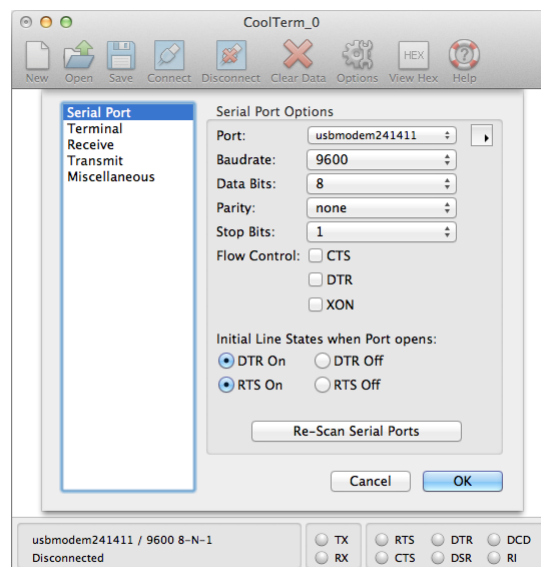 CoolTerm_0
New Open Save Connect Disconnect Clear Data Options View Hex Help
HEX
Serial Port
Terminal
Receive
Transmit
Miscellaneous
Serial Port Options
Port: usbmodem241411
Baudrate: 9600
Data Bits: 8
Parity: none
Stop Bits: 1
Flow Control: CTS
DTR
XON
Initial Line States when Port opens:
DTR On DTR Off
RTS On RTS Off
Re-Scan Serial Ports
Cancel OK
usbmodem241411 / 9600 8-N-1
Disconnected
TX RTS DTR DCD
RX CTS DSR RI